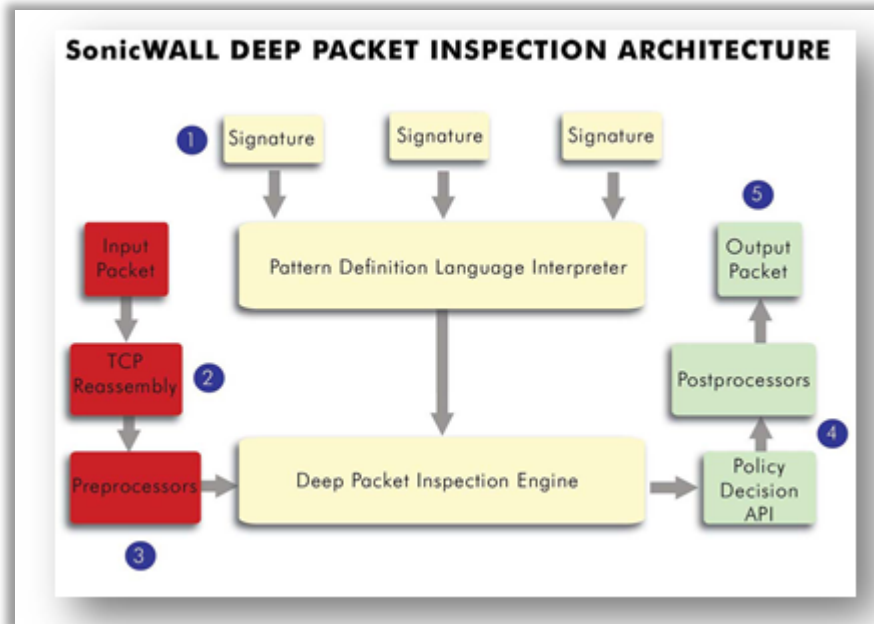 SonicWALL DEEP PACKET INSPECTION ARCHITECTURE
1
Signature
Signature
Signature
5
Input
Packet
Pattern Definition Language Interpreter
Output
Packet
TCP
Reassembly
2
Postprocessors
4
Preprocessors
Deep Packet Inspection Engine
Policy
Decision
API
3